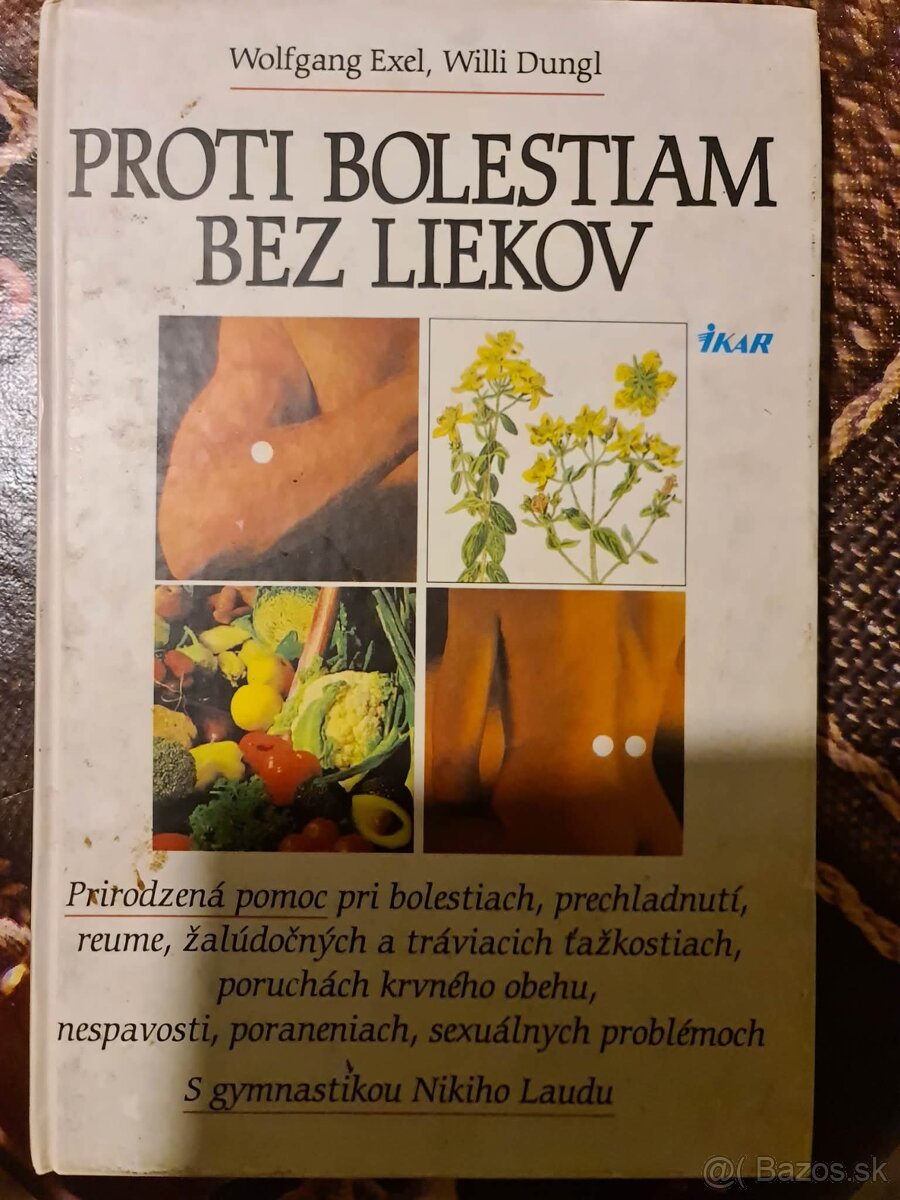 Wolfgang Exel, Willi Dungl
PROTI BOLESTIAM
BEZ LIEKOV
IKAR
Prirodzená pomoc pri bolestiach, prechladnutí,
reume, žalúdočných a tráviacich ťažkostiach,
poruchách krvného obehu,
nespavosti, poraneniach, sexuálnych problémoch
S gymnastikou Nikiho Laudu
@( Bazos.sk